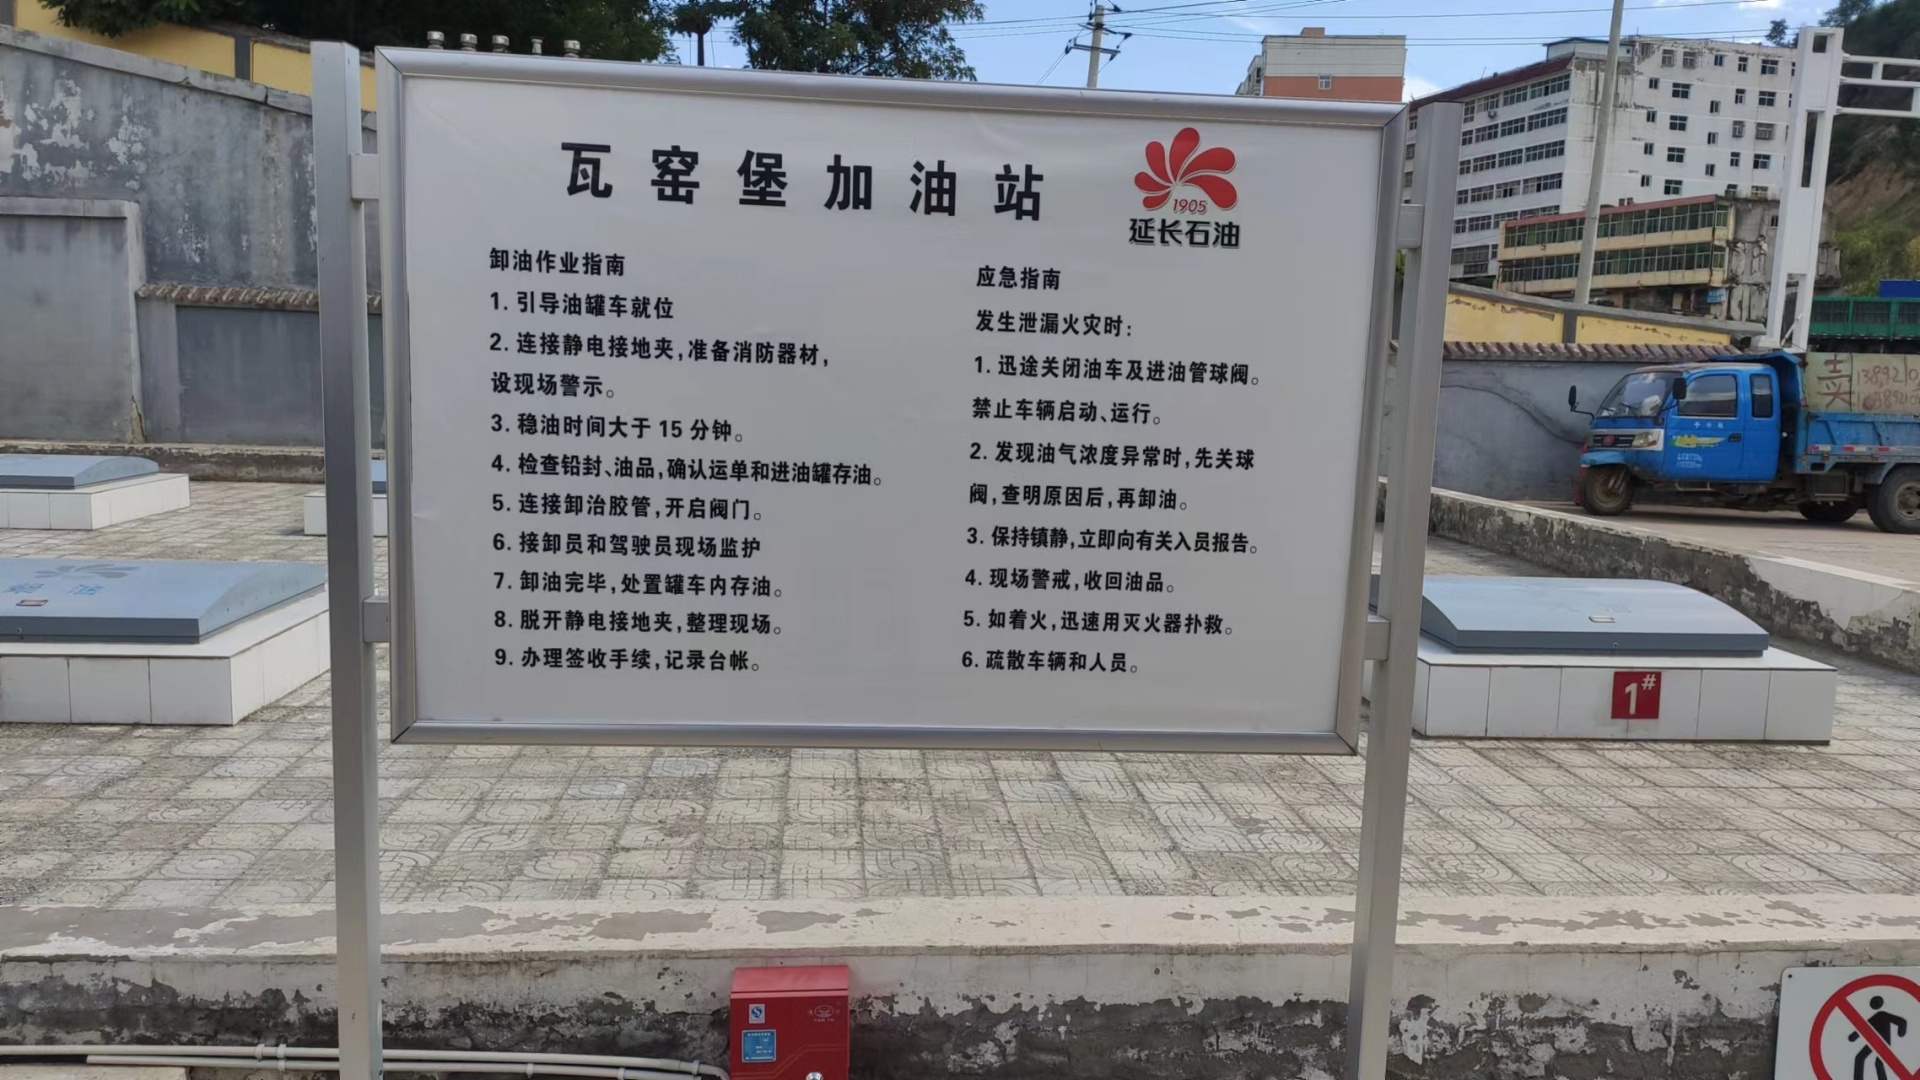 瓦窑堡加油站
1905
延长石油
卸油作业指南
1. 引导油罐车就位
2. 连接静电接地夹,准备消防器材,
设现场警示。
3. 稳油时间大于 15 分钟。
4. 检查铅封、油品,确认运单和进油罐存油。
5. 连接卸治胶管,开启阀门。
6. 接卸员和驾驶员现场监护
7. 卸油完毕,处置罐车内存油。
8. 脱开静电接地夹,整理现场。
9. 办理签收手续,记录台帐。
应急指南
发生泄漏火灾时:
1. 迅途关闭油车及进油管球阀。
禁止车辆启动、运行。
2. 发现油气浓度异常时,先关球
阀,查明原因后,再卸油。
3. 保持镇静,立即向有关入员报告。
4. 现场警戒,收回油品。
5. 如着火,迅速用灭火器扑救。
6. 疏散车辆和人员。
1#